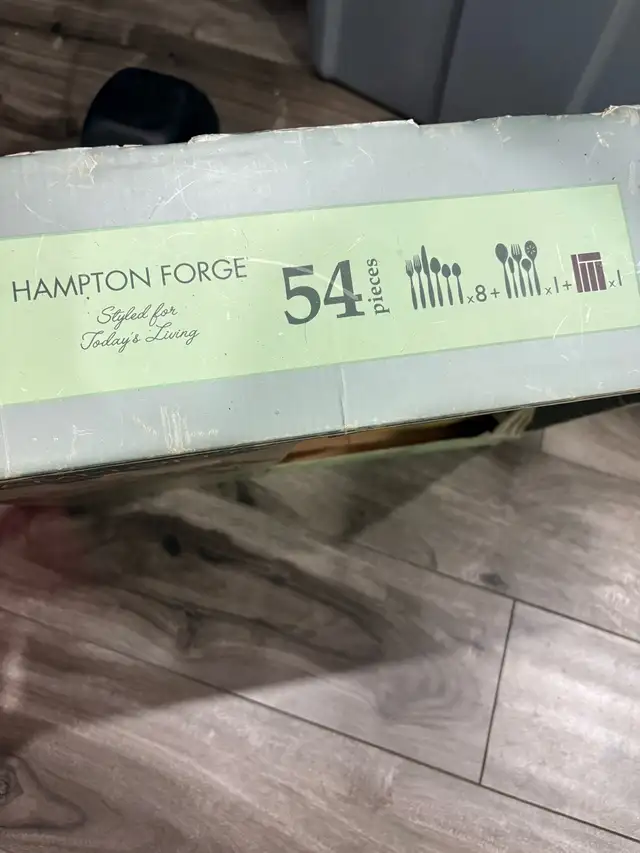 HAMPTON FORGE
Styled for
Today's Living
54 pieces
x8+ x1+ x1